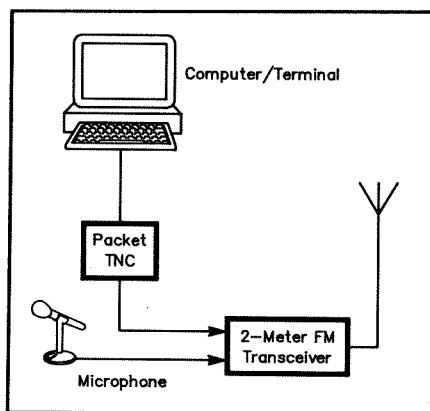 Computer/Terminal
Packet
TNC
2-Meter FM
Transceiver
Microphone